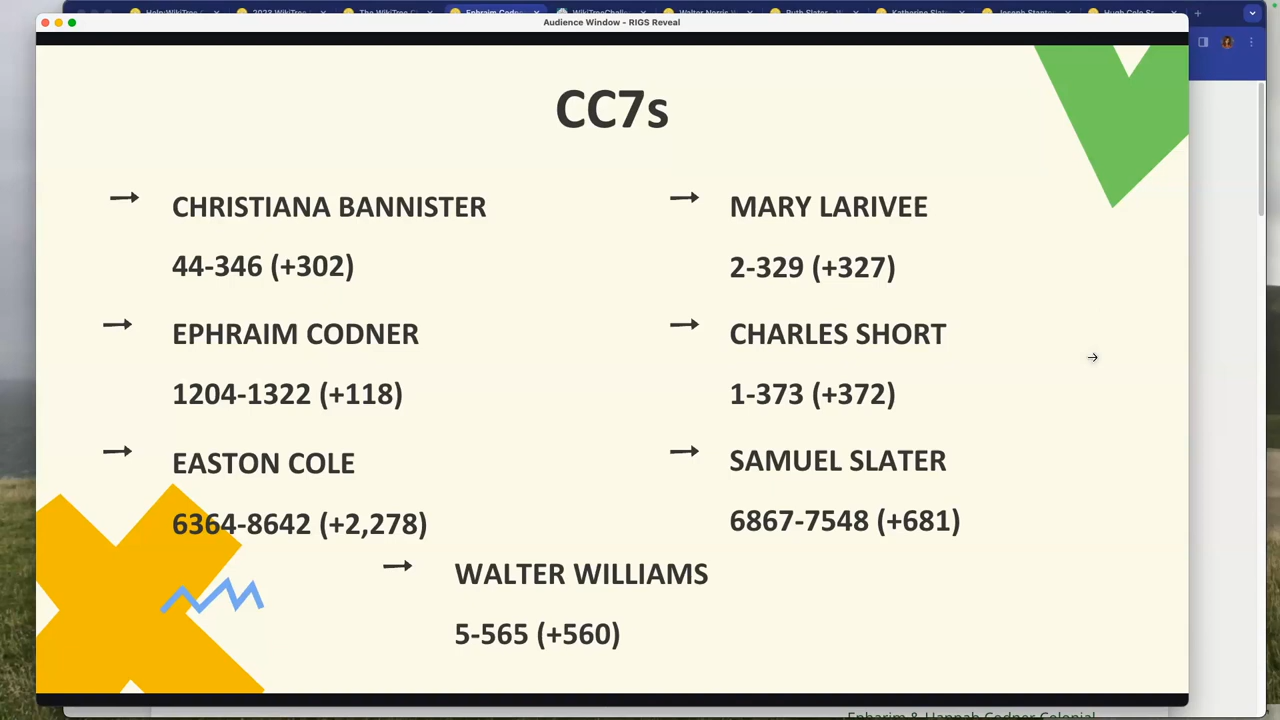 Audience Window - RIGS Reveal
CC7s
CHRISTIANA BANNISTER
44-346 (+302)
EPHRAIM CODNER
1204-1322 (+118)
EASTON COLE
6364-8642 (+2,278)
MARY LARIVEE
2-329 (+327)
CHARLES SHORT
1-373 (+372)
SAMUEL SLATER
6867-7548 (+681)
WALTER WILLIAMS
5-565 (+560)